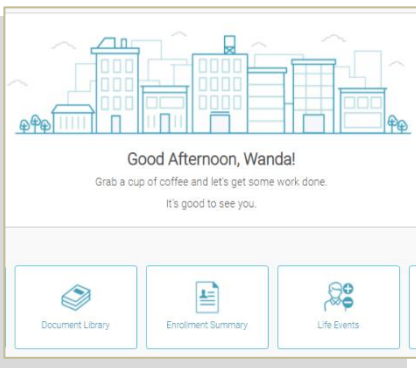 Good Afternoon, Wanda!
Grab a cup of coffee and let's get some work done.
It's good to see you.
Document Library
Enrollment Summary
Life Events